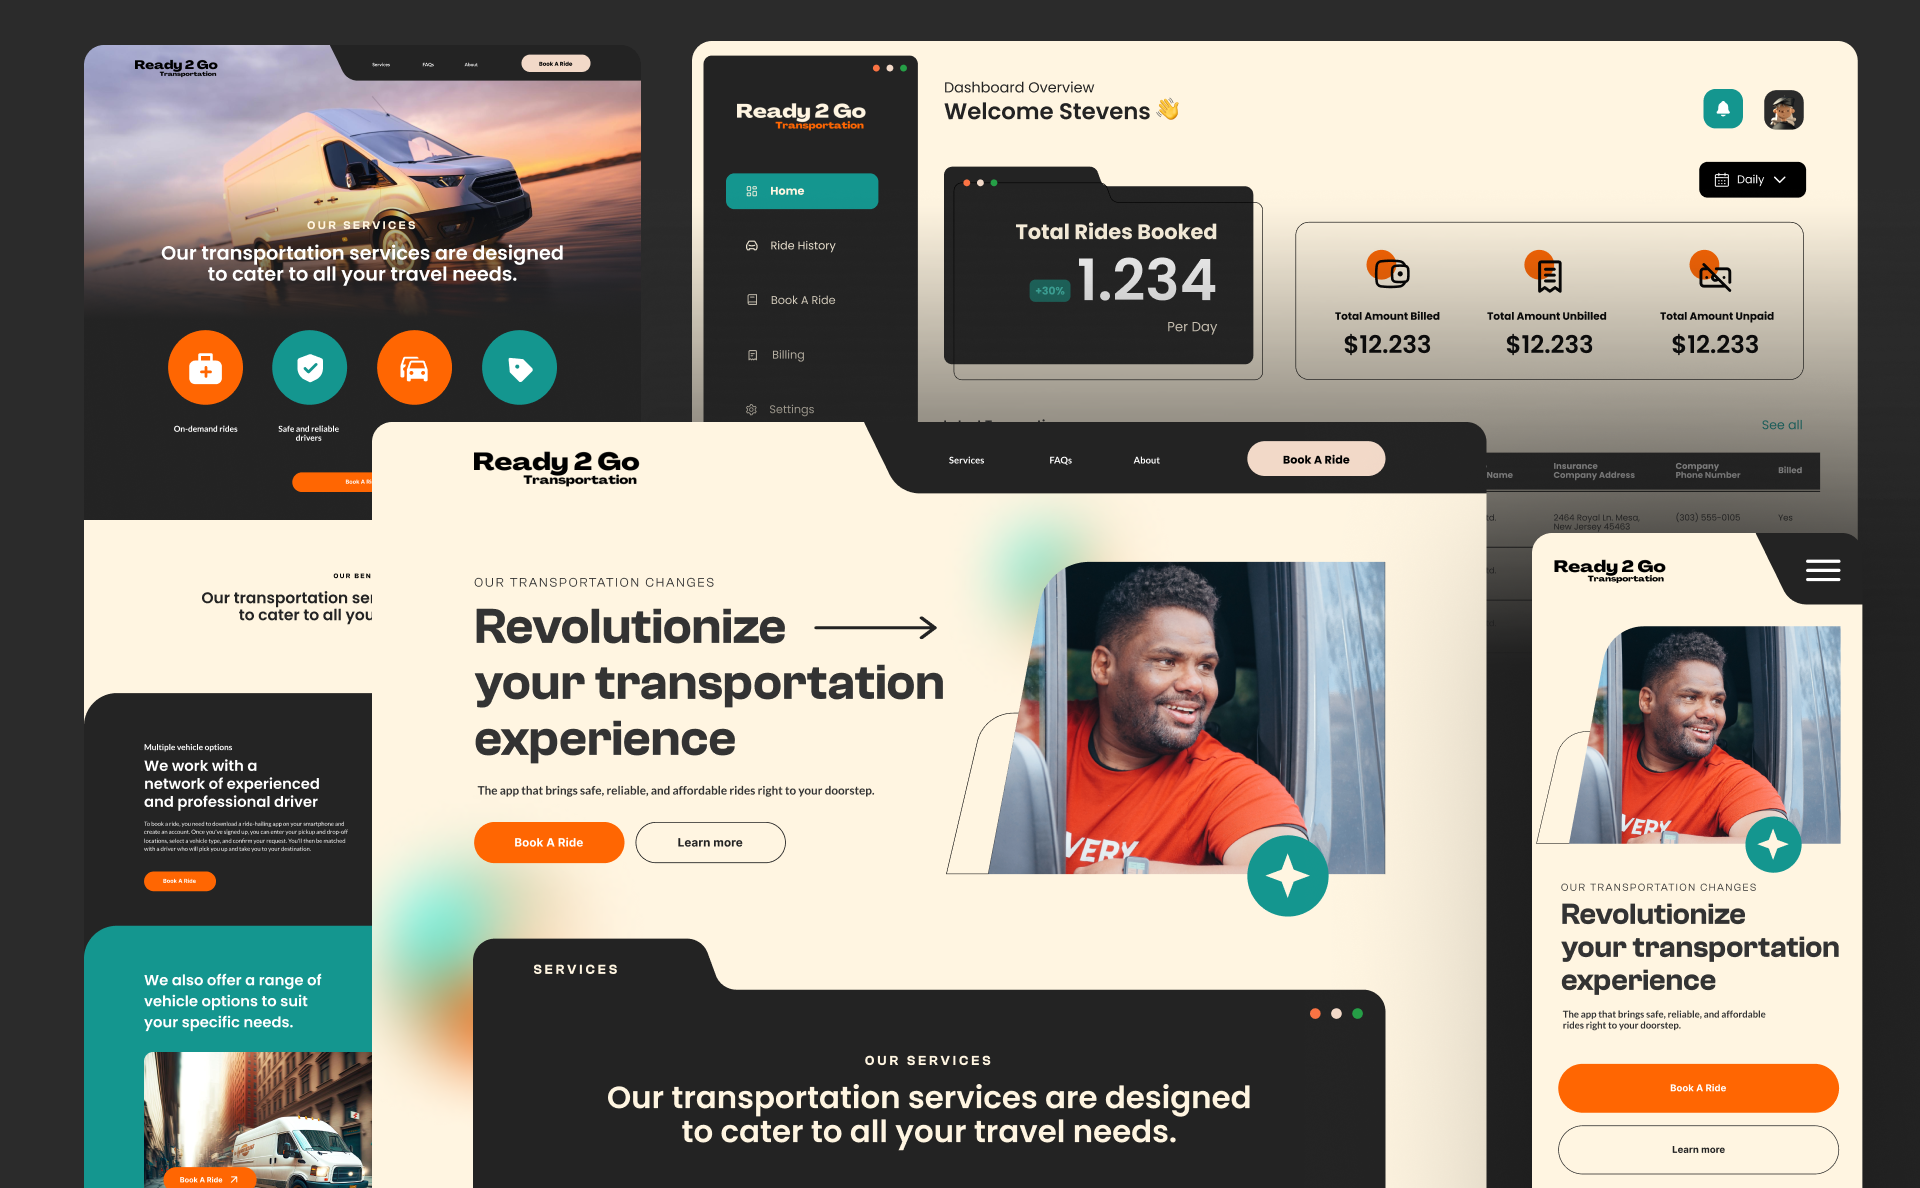 Ready 2 Go
Transportation
Services
FAQs
About
Book A Ride
OUR SERVICES
Our transportation services are designed
to cater to all your travel needs.
On-demand rides
Safe and reliable
drivers
OUR BEN
Our transportation ser
to cater to all you
Multiple vehicle options
We work with a
network of experienced
and professional driver
To book a ride, you need to download a ride-hailing app on your smartphone and
create an account. Once you've signed up, you can enter your pickup and drop-off
locations, select a vehicle type, and confirm your request. You'll then be matched
with a driver who will pick you up and take you to your destination.
Book A Ride
We also offer a range of
vehicle options to suit
your specific needs.
Book A Ride
Ready 2 Go
Transportation
Home
Ride History
Book A Ride
Billing
Settings
Dashboard Overview
Welcome Stevens 👋
Daily
Total Rides Booked
+30%
1.234
Per Day
Total Amount Billed
$12.233
Total Amount Unbilled
$12.233
Total Amount Unpaid
$12.233
See all
Name
Insurance
Company Address
Company
Phone Number
Billed
2464 Royal Ln. Mesa,
New Jersey 45463
(303) 555-0105
Yes
Ready 2 Go
Transportation
Services
FAQs
About
Book A Ride
OUR TRANSPORTATION CHANGES
Revolutionize
your transportation
experience
The app that brings safe, reliable, and affordable rides right to your doorstep.
Book A Ride
Learn more
VERY
SERVICES
OUR SERVICES
Our transportation services are designed
to cater to all your travel needs.
Ready 2 Go
Transportation
VERY
OUR TRANSPORTATION CHANGES
Revolutionize
your transportation
experience
The app that brings safe, reliable, and affordable
rides right to your doorstep.
Book A Ride
Learn more